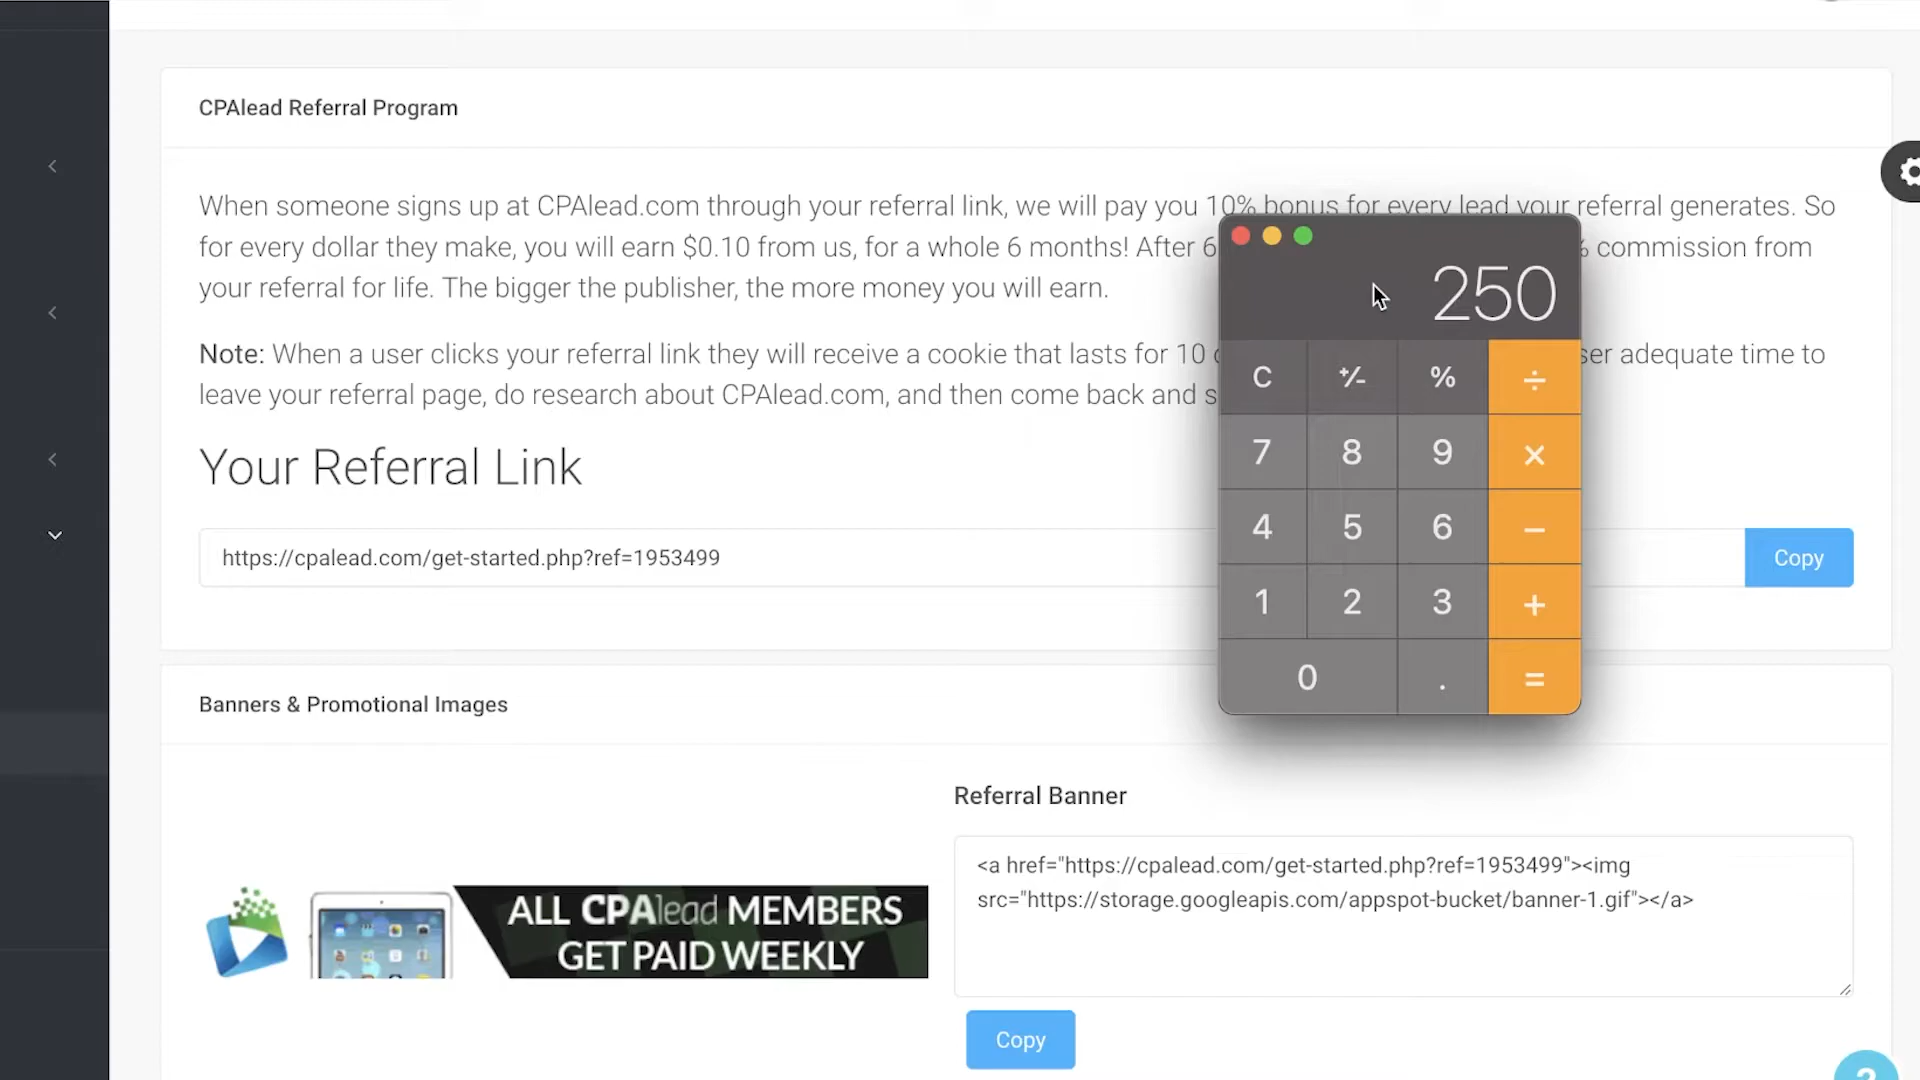 CPAlead Referral Program
When someone signs up at CPAlead.com through your referral link, we will pay you 10% bonus for every lead your referral generates. So
for every dollar they make, you will earn $0.10 from us, for a whole 6 months! After 6 % commission from
your referral for life. The bigger the publisher, the more money you will earn.
Note: When a user clicks your referral link they will receive a cookie that lasts for 10 adequate time to
leave your referral page, do research about CPAlead.com, and then come back and s
Your Referral Link
https://cpalead.com/get-started.php?ref=1953499
Copy
250
C +/- % ÷
7 8 9 ×
4 5 6 −
1 2 3 +
0 . =
Banners & Promotional Images
Referral Banner
ALL CPAlead MEMBERS
GET PAID WEEKLY
<a href="https://cpalead.com/get-started.php?ref=1953499"><img
src="https://storage.googleapis.com/appspot-bucket/banner-1.gif"></a>
Copy
?